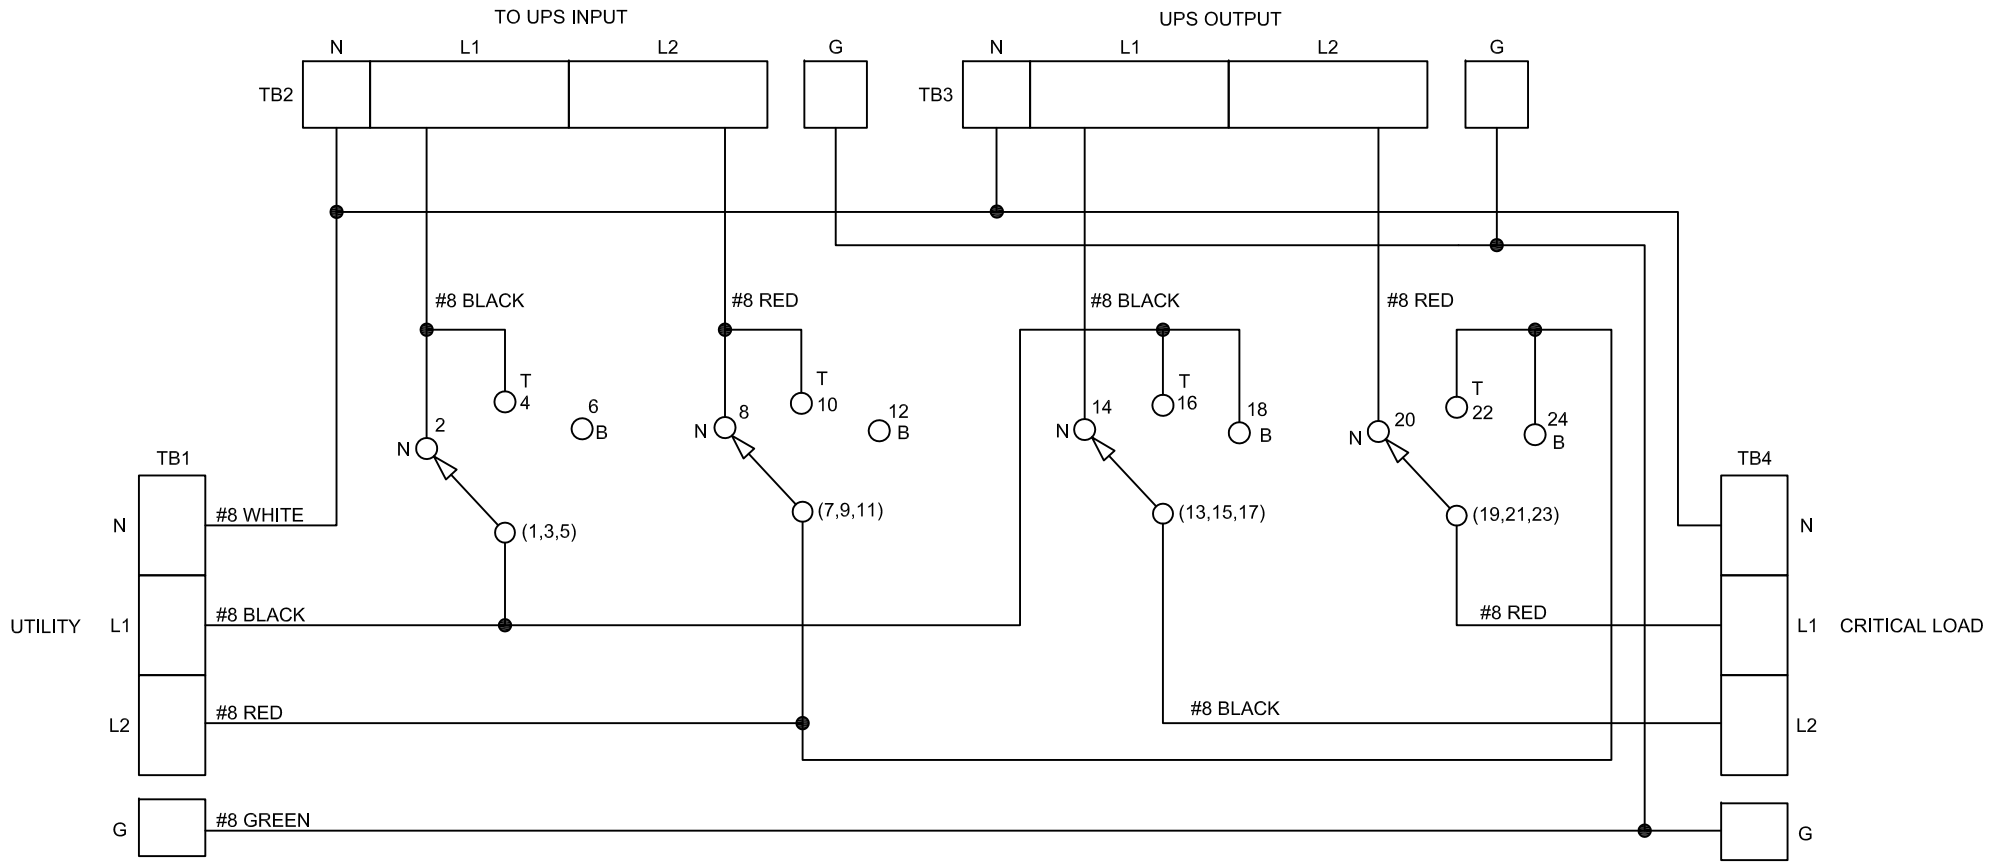 TO UPS INPUT
UPS OUTPUT
N L1 L2 G
N L1 L2 G
TB2
TB3
#8 BLACK
#8 RED
#8 BLACK
#8 RED
T
4
6
B
2
N
T
10
12
B
8
N
T
16
18
B
14
N
T
22
24
B
20
N
(1,3,5)
(7,9,11)
(13,15,17)
(19,21,23)
TB1
TB4
N
#8 WHITE
N
UTILITY
L1
#8 BLACK
#8 RED
L1
CRITICAL LOAD
L2
#8 RED
#8 BLACK
L2
G
#8 GREEN
G